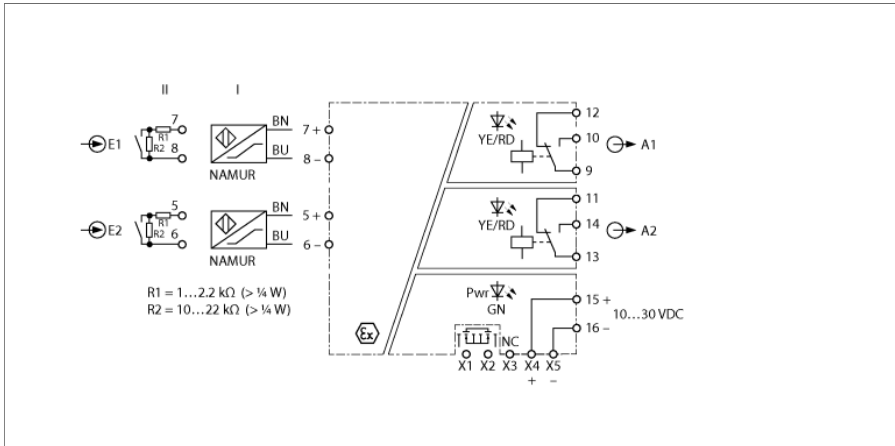 II I
E1 7 R1 R2 8
BN 7 +
BU 8 –
NAMUR
E2 5 R1 R2 6
BN 5 +
BU 6 –
NAMUR
R1 = 1…2.2 kΩ (> ¼ W)
R2 = 10…22 kΩ (> ¼ W)
Ex
YE/RD
12
10
9
A1
YE/RD
11
14
13
A2
Pwr
GN
15 +
16 –
10…30 VDC
NC
X1 X2 X3 X4 X5
+ –